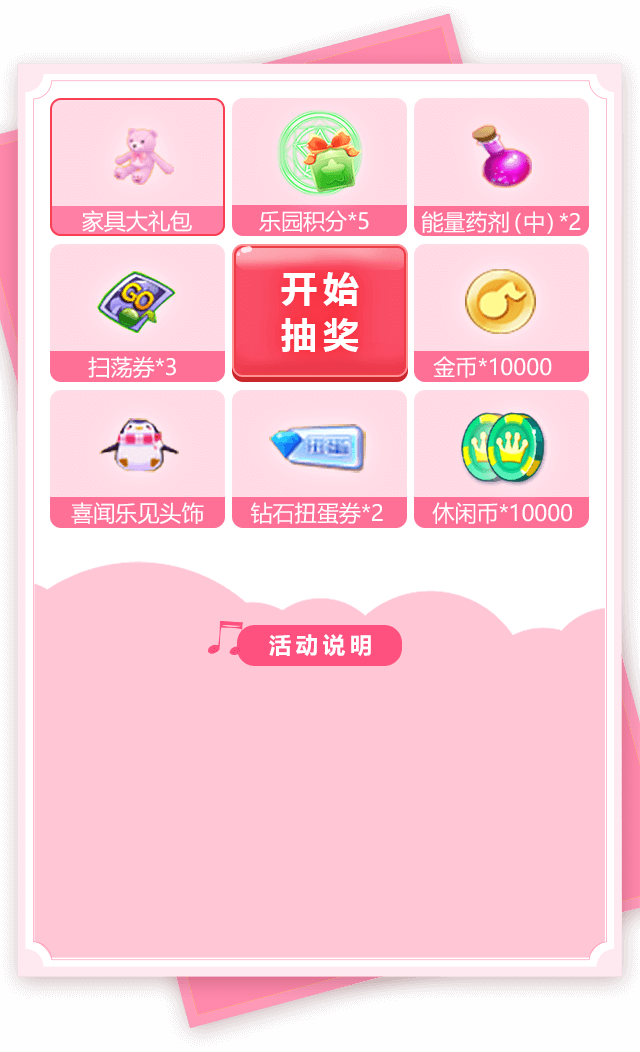 家具大礼包
乐园积分*5
能量药剂(中)*2
GO
扫荡券*3
开始
抽奖
金币*10000
喜闻乐见头饰
钻石扭蛋券*2
休闲币*10000
活动说明